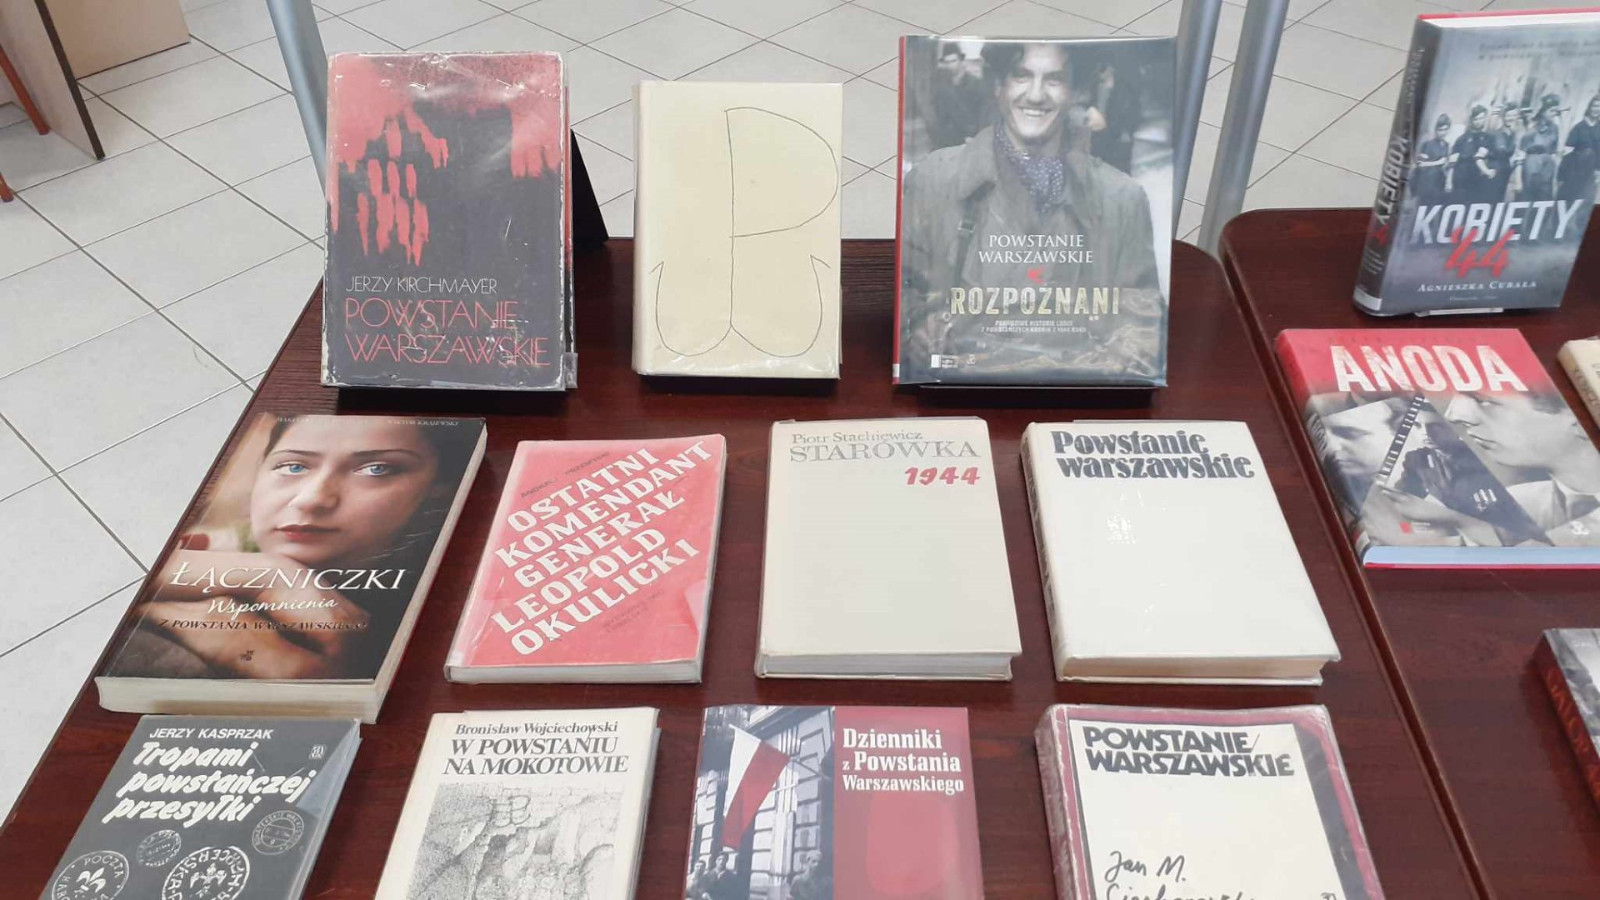 JERZY KIRCHMAYER
POWSTANIE
WARSZAWSKIE
POWSTANIE
WARSZAWSKIE
ROZPOZNANI
KOBIETY
'44
AGNIESZKA CUBAŁA
KOBIETY
ANODA
ŁĄCZNICZKI
Wspomnienia
Z POWSTANIA WARSZAWSKIEGO
OSTATNI
KOMENDANT
GENERAŁ
LEOPOLD
OKULICKI
Piotr Stachiewicz
STARÓWKA
1944
Powstanie
warszawskie
JERZY KASPRZAK
Tropami
powstańczej
przesyłki
POCZTA
Bronisław Wojciechowski
W POWSTANIU
NA MOKOTOWIE
Dzienniki
z Powstania
Warszawskiego
POWSTANIE
WARSZAWSKIE
Jan M.